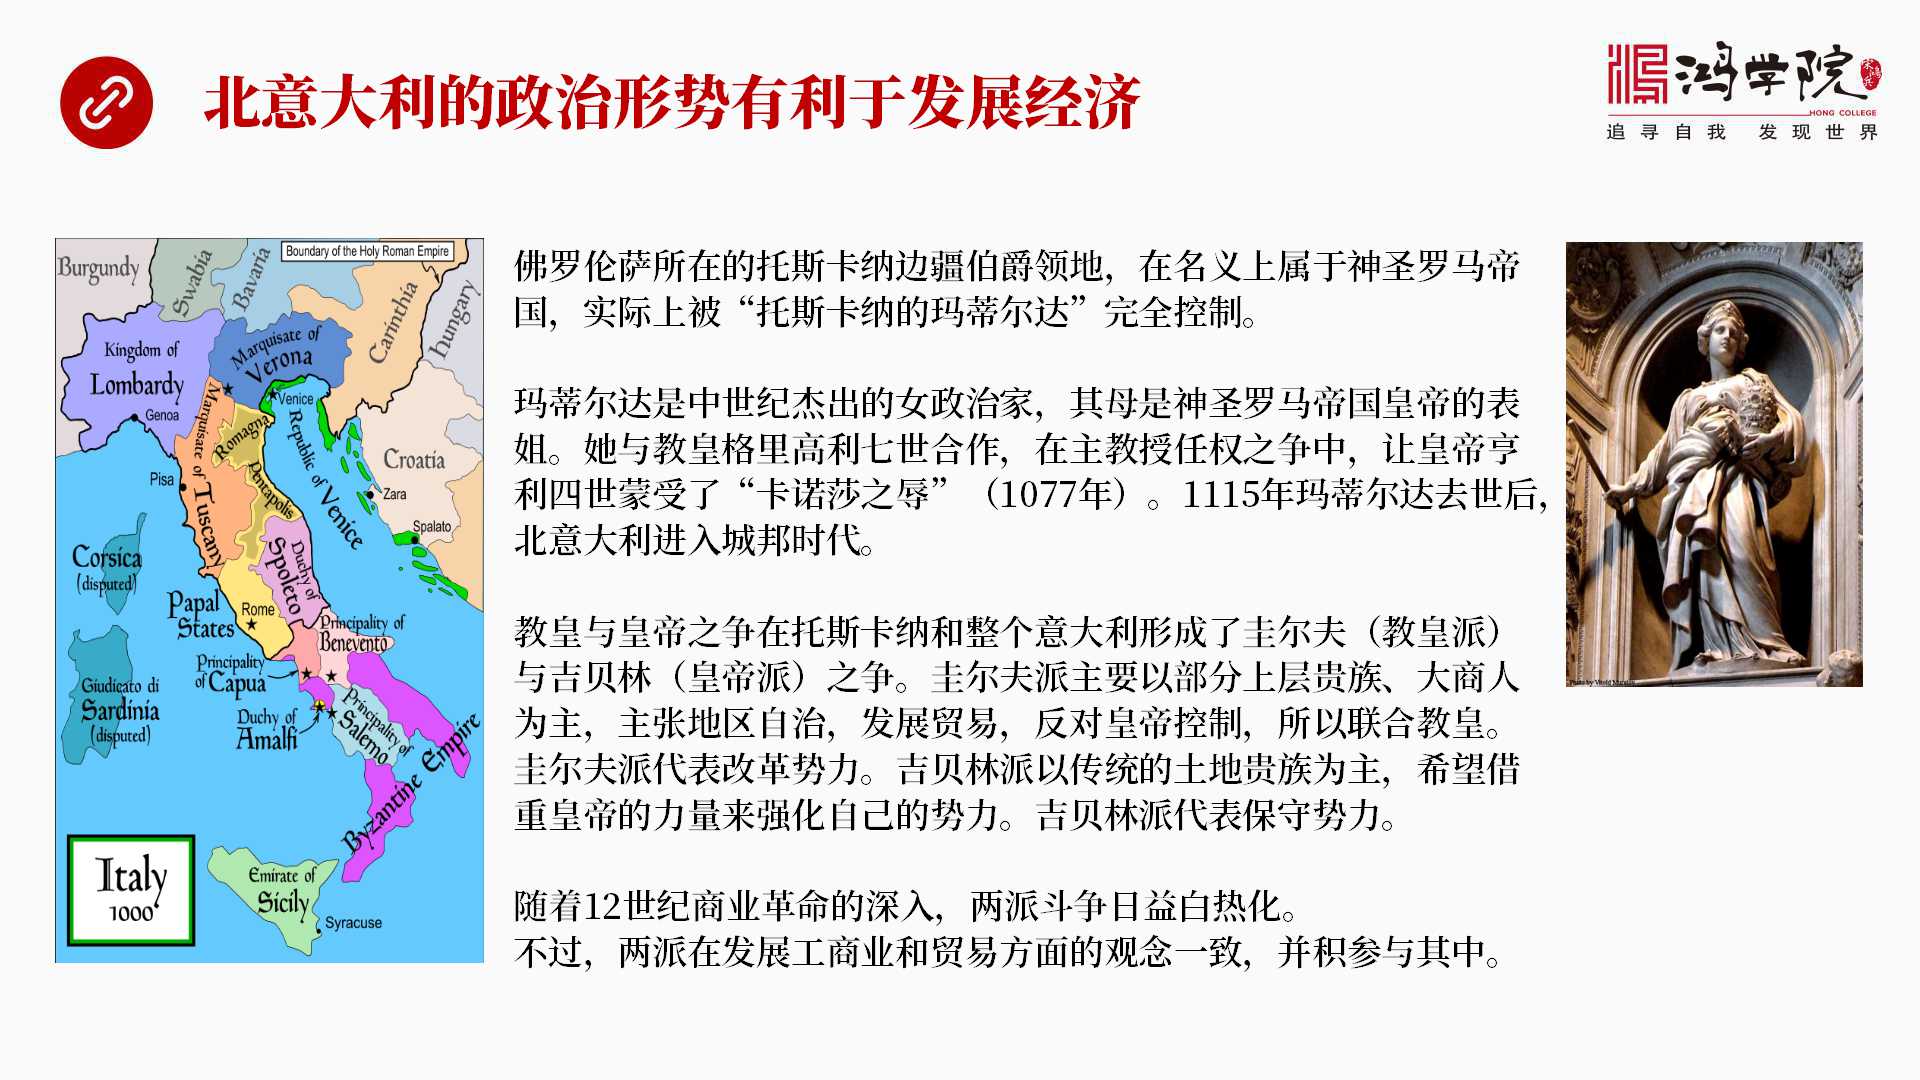 北意大利的政治形势有利于发展经济
鸿学院
HONG COLLEGE
追寻自我 发现世界
Boundary of the Holy Roman Empire
Burgundy
Swabia
Bavaria
Carinthia
Hungary
Kingdom of
Lombardy
Marquisate of
Verona
Genoa
Venice
Republic of Venice
Romagna
Marquisate of Tuscany
Pentapolis
Croatia
Pisa
Zara
Spalato
Corsica
(disputed)
Duchy of
Spoleto
Papal
States
Rome
Principality of
Benevento
Principality
of Capua
Giudicato di
Sardinia
(disputed)
Duchy of
Amalfi
Principality of
Salerno
Byzantine Empire
Italy
1000
Emirate of
Sicily
Syracuse
佛罗伦萨所在的托斯卡纳边疆伯爵领地，在名义上属于神圣罗马帝
国，实际上被“托斯卡纳的玛蒂尔达”完全控制。
玛蒂尔达是中世纪杰出的女政治家，其母是神圣罗马帝国皇帝的表
姐。她与教皇格里高利七世合作，在主教授任权之争中，让皇帝亨
利四世蒙受了“卡诺莎之辱”（1077年）。1115年玛蒂尔达去世后，
北意大利进入城邦时代。
教皇与皇帝之争在托斯卡纳和整个意大利形成了圭尔夫（教皇派）
与吉贝林（皇帝派）之争。圭尔夫派主要以部分上层贵族、大商人
为主，主张地区自治，发展贸易，反对皇帝控制，所以联合教皇。
圭尔夫派代表改革势力。吉贝林派以传统的土地贵族为主，希望借
重皇帝的力量来强化自己的势力。吉贝林派代表保守势力。
随着12世纪商业革命的深入，两派斗争日益白热化。
不过，两派在发展工商业和贸易方面的观念一致，并积参与其中。